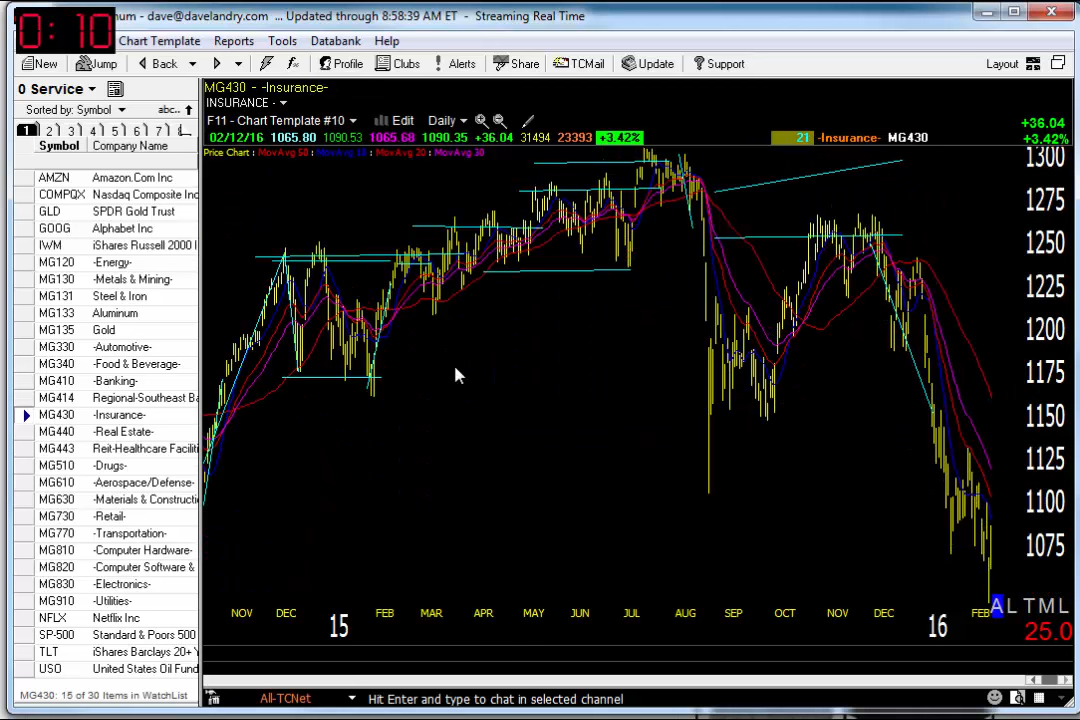 0:10
num - dave@davelandry.com ... Updated through 8:58:39 AM ET - Streaming Real Time
Chart Template Reports Tools Databank Help
New Jump Back Profile Clubs Alerts Share TCMail Update Support Layout
0 Service
Sorted by: Symbol abc..
1 2 3 4 5 6 7
Symbol Company Name
AMZN Amazon.Com Inc
COMPQX Nasdaq Composite Inc
GLD SPDR Gold Trust
GOOG Alphabet Inc
IWM iShares Russell 2000 I
MG120 -Energy-
MG130 -Metals & Mining-
MG131 Steel & Iron
MG133 Aluminum
MG135 Gold
MG330 -Automotive-
MG340 -Food & Beverage-
MG410 -Banking-
MG414 Regional-Southeast Ba
MG430 -Insurance-
MG440 -Real Estate-
MG443 Reit-Healthcare Faciliti
MG510 -Drugs-
MG610 -Aerospace/Defense-
MG630 -Materials & Constructi
MG730 -Retail-
MG770 -Transportation-
MG810 -Computer Hardware-
MG820 -Computer Software &
MG830 -Electronics-
MG910 -Utilities-
NFLX Netflix Inc
SP-500 Standard & Poors 500
TLT iShares Barclays 20+ Y
USO United States Oil Fund
MG430: 15 of 30 Items in WatchList
MG430 - -Insurance-
INSURANCE -
F11 - Chart Template #10 Edit Daily
02/12/16 1065.80 1090.53 1065.68 1090.35 +36.04 31494 23393 +3.42% 21 -Insurance- MG430
+36.04
+3.42%
Price Chart : MovAvg 50 : MovAvg 10 : MovAvg 20 : MovAvg 30
1300
1275
1250
1225
1200
1175
1150
1125
1100
1075
NOV DEC 15 FEB MAR APR MAY JUN JUL AUG SEP OCT NOV DEC 16 FEB
A L T M L
25.0
All-TCNet Hit Enter and type to chat in selected channel